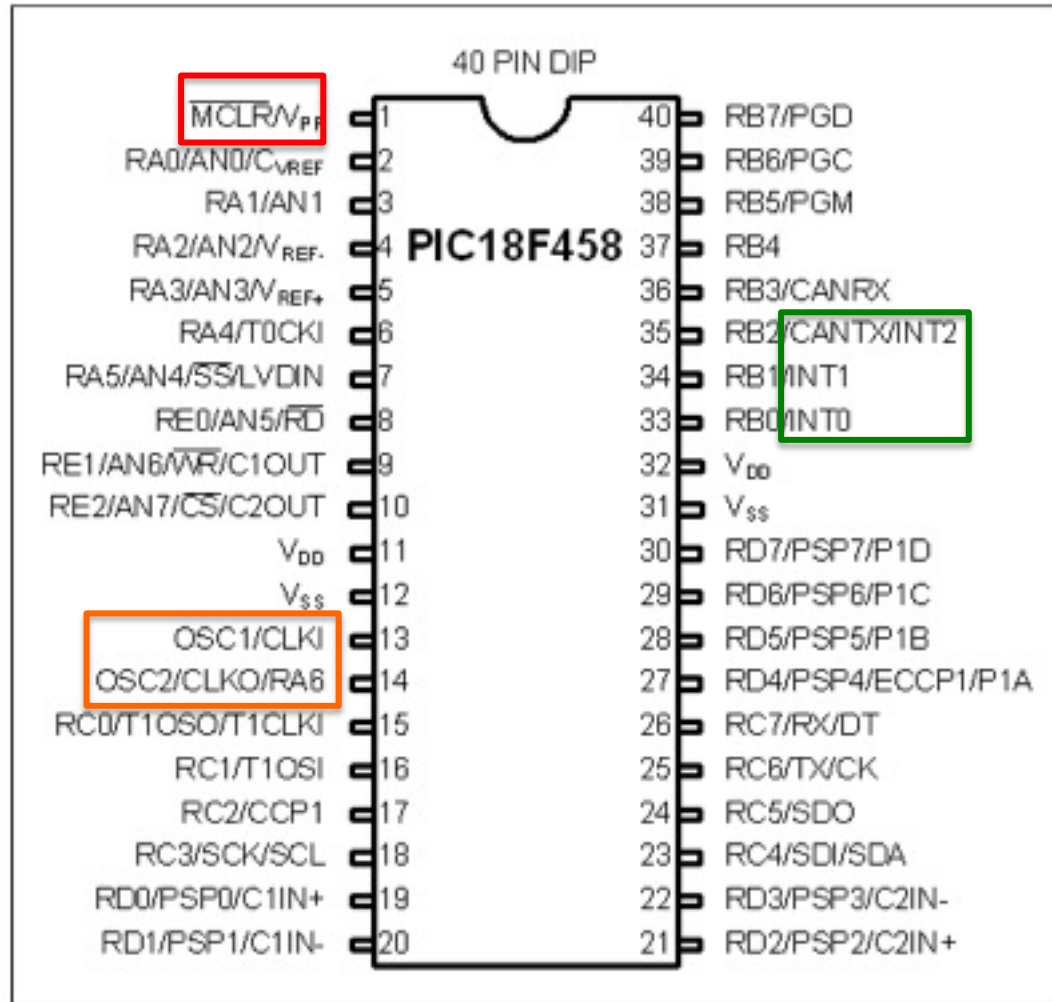 40 PIN DIP
MCLR/VPP 1 40 RB7/PGD
RA0/AN0/CVREF 2 39 RB6/PGC
RA1/AN1 3 38 RB5/PGM
RA2/AN2/VREF- 4 PIC18F458 37 RB4
RA3/AN3/VREF+ 5 36 RB3/CANRX
RA4/T0CKI 6 35 RB2/CANTX/INT2
RA5/AN4/SS/LVDIN 7 34 RB1/INT1
RE0/AN5/RD 8 33 RB0/INT0
RE1/AN6/WR/C1OUT 9 32 VDD
RE2/AN7/CS/C2OUT 10 31 VSS
VDD 11 30 RD7/PSP7/P1D
VSS 12 29 RD6/PSP6/P1C
OSC1/CLKI 13 28 RD5/PSP5/P1B
OSC2/CLKO/RA6 14 27 RD4/PSP4/ECCP1/P1A
RC0/T1OSO/T1CLKI 15 26 RC7/RX/DT
RC1/T1OSI 16 25 RC6/TX/CK
RC2/CCP1 17 24 RC5/SDO
RC3/SCK/SCL 18 23 RC4/SDI/SDA
RD0/PSP0/C1IN+ 19 22 RD3/PSP3/C2IN-
RD1/PSP1/C1IN- 20 21 RD2/PSP2/C2IN+